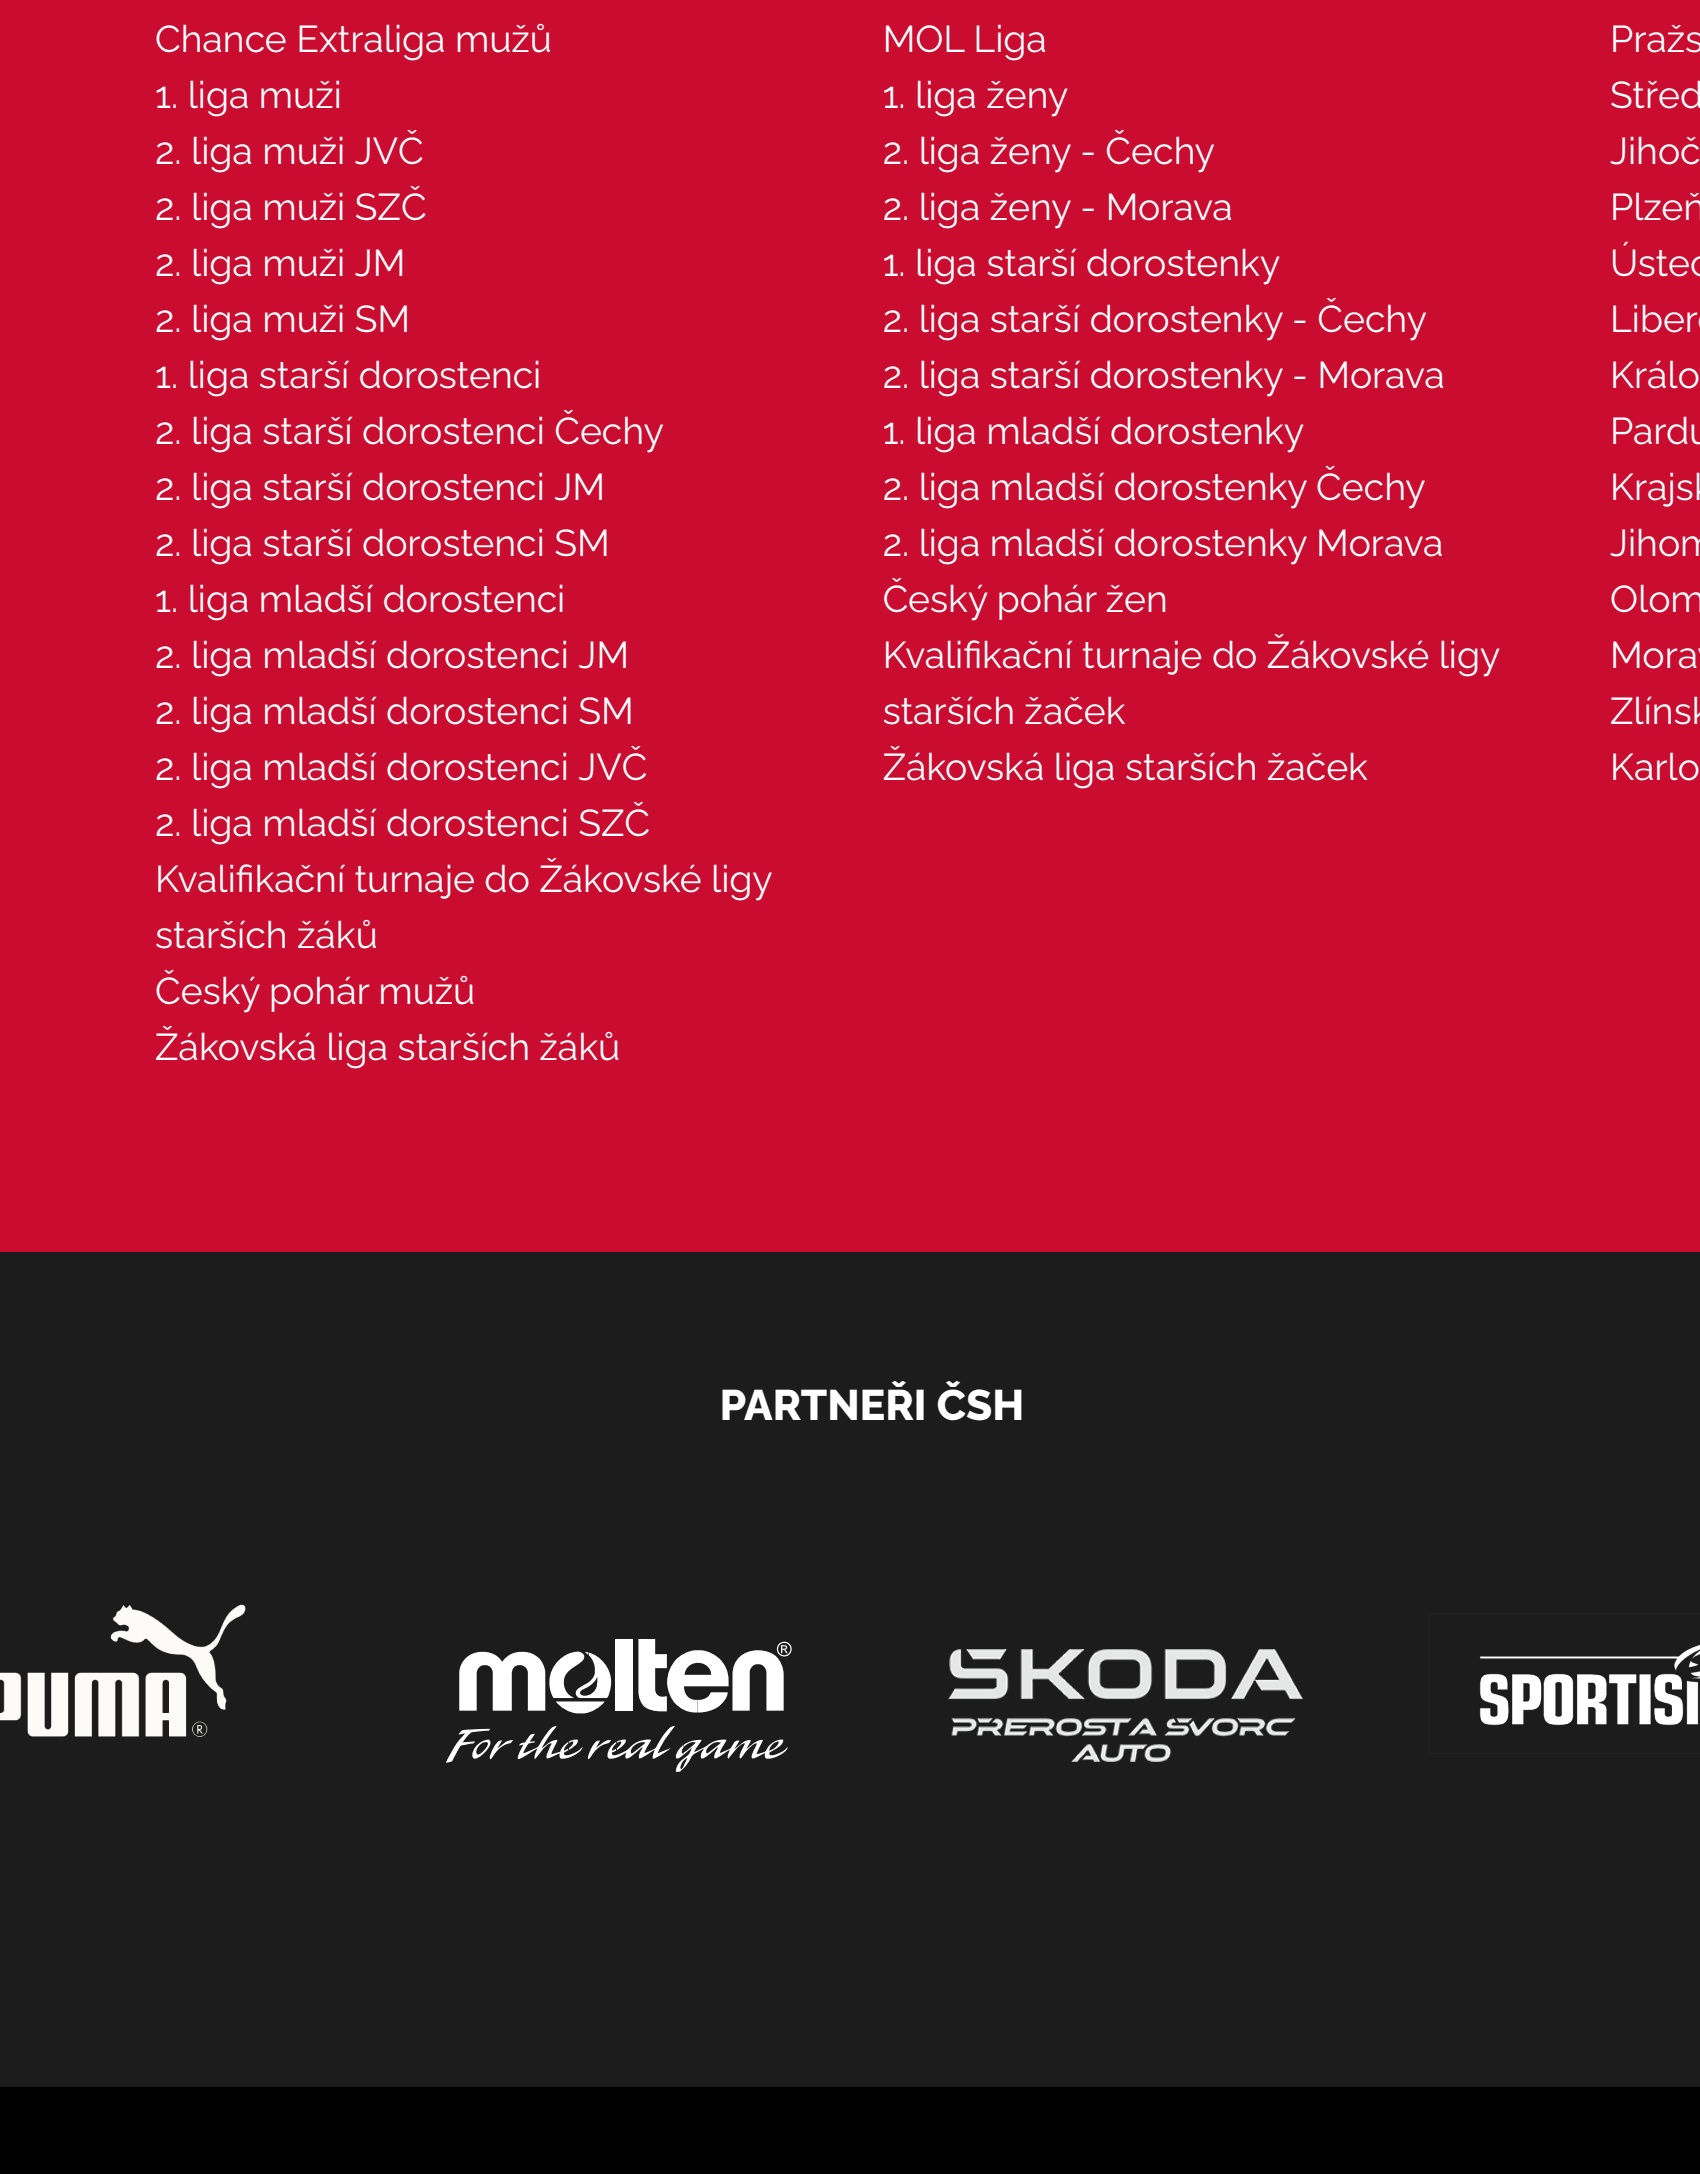 Chance Extraliga mužů
1. liga muži
2. liga muži JVČ
2. liga muži SZČ
2. liga muži JM
2. liga muži SM
1. liga starší dorostenci
2. liga starší dorostenci Čechy
2. liga starší dorostenci JM
2. liga starší dorostenci SM
1. liga mladší dorostenci
2. liga mladší dorostenci JM
2. liga mladší dorostenci SM
2. liga mladší dorostenci JVČ
2. liga mladší dorostenci SZČ
Kvalifikační turnaje do Žákovské ligy
starších žáků
Český pohár mužů
Žákovská liga starších žáků
MOL Liga
1. liga ženy
2. liga ženy - Čechy
2. liga ženy - Morava
1. liga starší dorostenky
2. liga starší dorostenky - Čechy
2. liga starší dorostenky - Morava
1. liga mladší dorostenky
2. liga mladší dorostenky Čechy
2. liga mladší dorostenky Morava
Český pohár žen
Kvalifikační turnaje do Žákovské ligy
starších žaček
Žákovská liga starších žaček
PARTNEŘI ČSH
PUMA®
molten®
For the real game
ŠKODA
PŘEROST A ŠVORC
AUTO